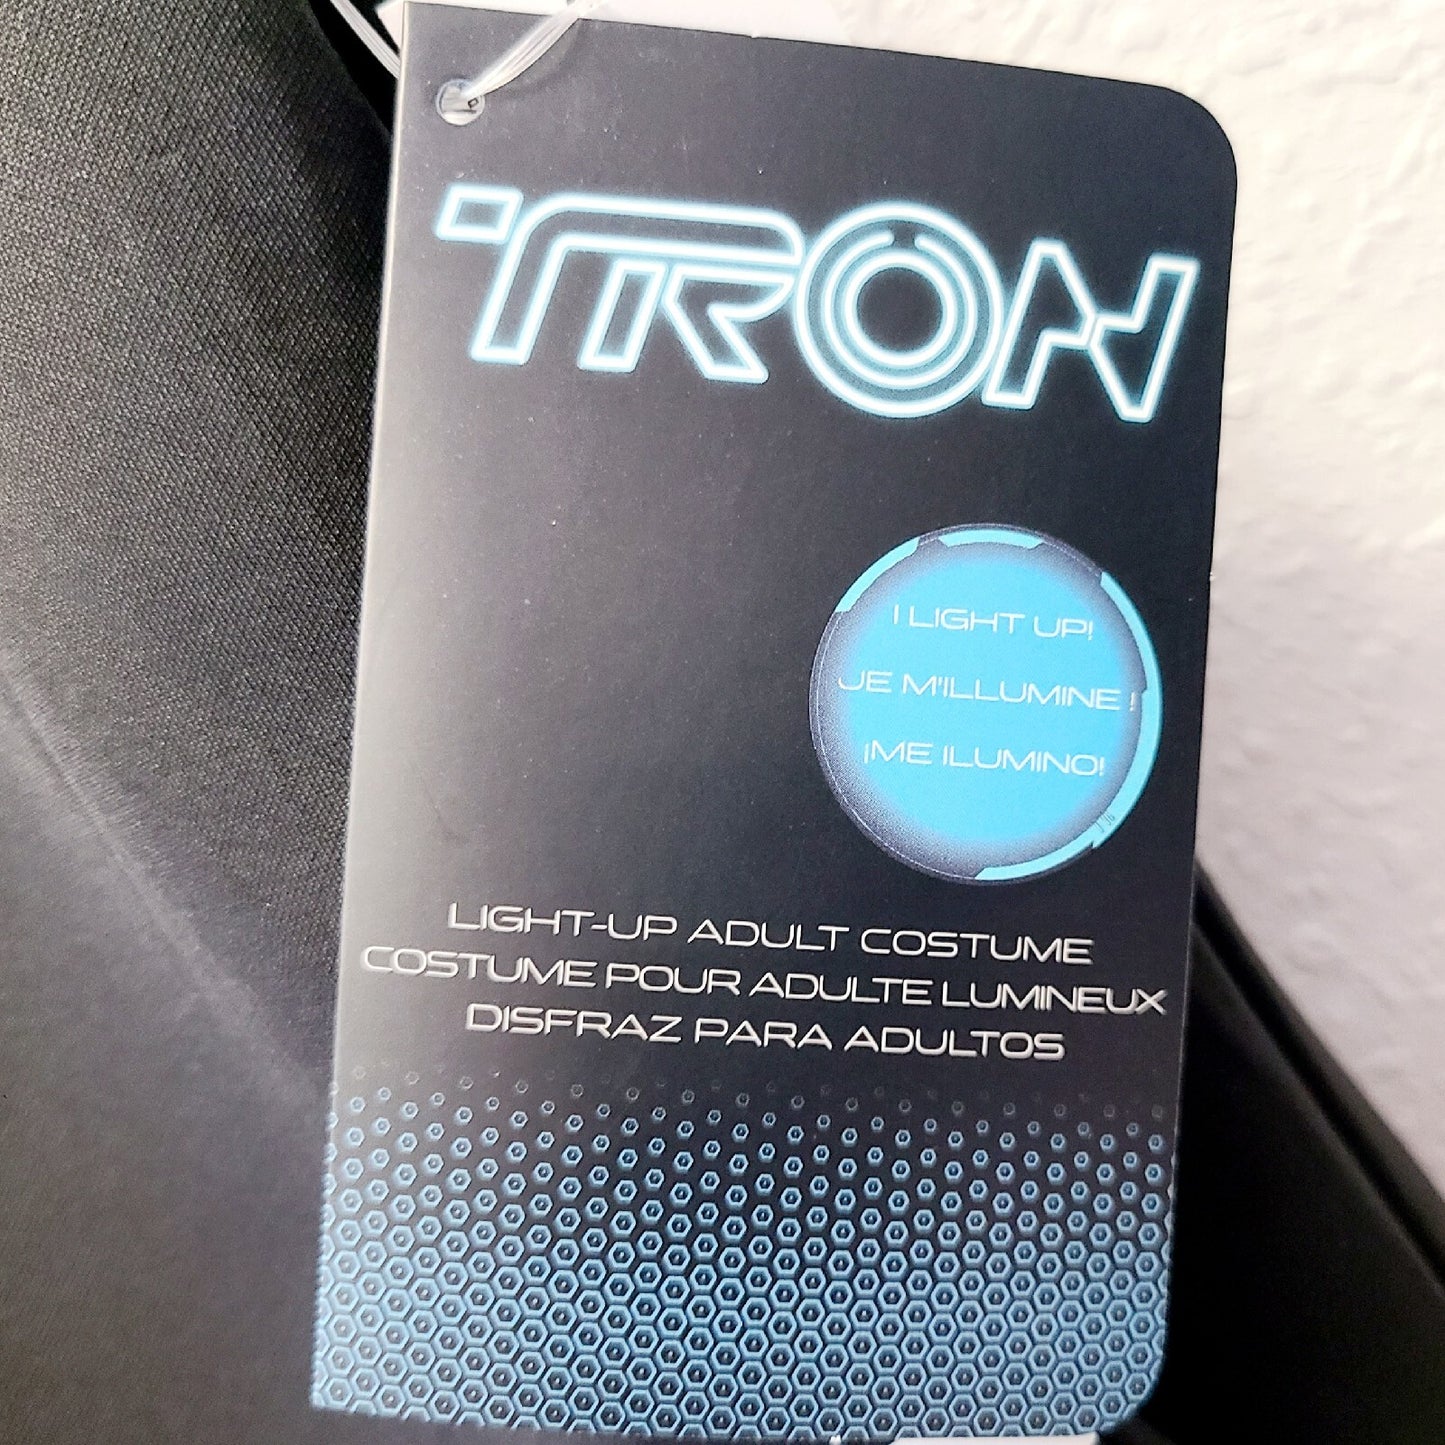 TRON
I LIGHT UP!
JE M'ILLUMINE !
¡ME ILUMINO!
LIGHT-UP ADULT COSTUME
COSTUME POUR ADULTE LUMINEUX
DISFRAZ PARA ADULTOS